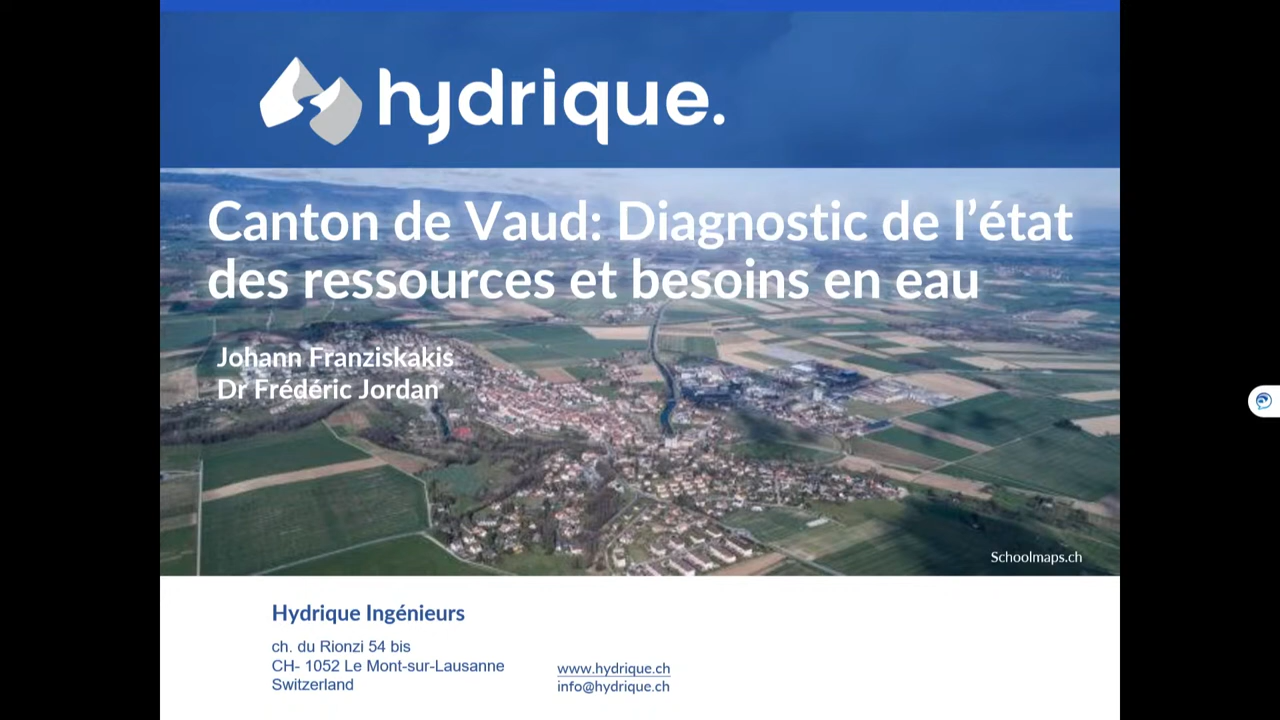 hydrique.
Canton de Vaud: Diagnostic de l’état
des ressources et besoins en eau
Johann Franziskakis
Dr Frédéric Jordan
Schoolmaps.ch
Hydrique Ingénieurs
ch. du Rionzi 54 bis
CH- 1052 Le Mont-sur-Lausanne
Switzerland
www.hydrique.ch
info@hydrique.ch